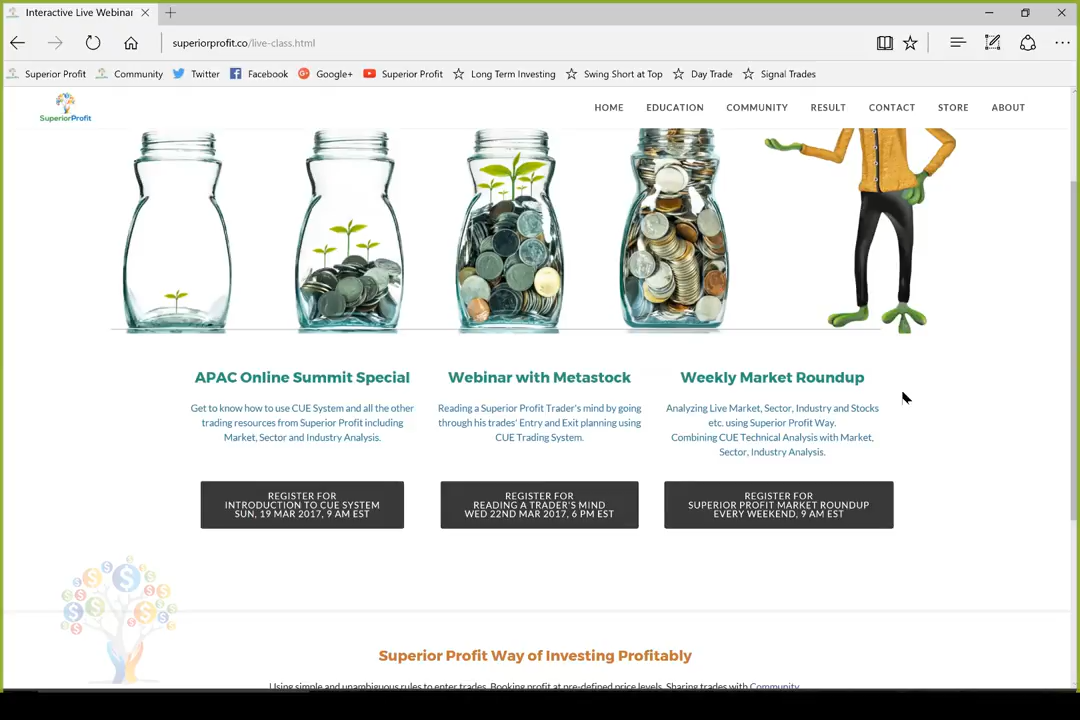 Interactive Live Webinar
superiorprofit.co/live-class.html
Superior Profit Community Twitter Facebook Google+ Superior Profit Long Term Investing Swing Short at Top Day Trade Signal Trades
SuperiorProfit
HOME EDUCATION COMMUNITY RESULT CONTACT STORE ABOUT
APAC Online Summit Special
Get to know how to use CUE System and all the other
trading resources from Superior Profit including
Market, Sector and Industry Analysis.
REGISTER FOR
INTRODUCTION TO CUE SYSTEM
SUN, 19 MAR 2017, 9 AM EST
Webinar with Metastock
Reading a Superior Profit Trader's mind by going
through his trades' Entry and Exit planning using
CUE Trading System.
REGISTER FOR
READING A TRADER'S MIND
WED 22ND MAR 2017, 6 PM EST
Weekly Market Roundup
Analyzing Live Market, Sector, Industry and Stocks
etc. using Superior Profit Way.
Combining CUE Technical Analysis with Market,
Sector, Industry Analysis.
REGISTER FOR
SUPERIOR PROFIT MARKET ROUNDUP
EVERY WEEKEND, 9 AM EST
Superior Profit Way of Investing Profitably
Using simple and unambiguous rules to enter trades. Booking profit at pre-defined price levels. Sharing trades with Community